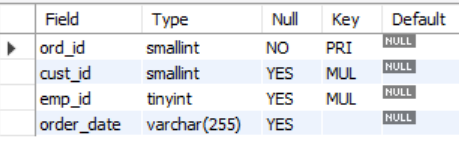 Field Type Null Key Default
ord_id smallint NO PRI NULL
cust_id smallint YES MUL NULL
emp_id tinyint YES MUL NULL
order_date varchar(255) YES NULL